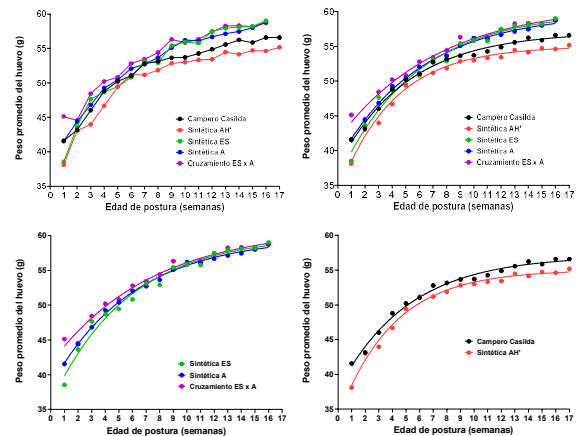 Peso promedio del huevo (g)
60
55
50
45
40
35
0 1 2 3 4 5 6 7 8 9 10 11 12 13 14 15 16 17
Edad de postura (semanas)
Campero Casilda
Sintética AH'
Sintética ES
Sintética A
Cruzamiento ES x A
Peso promedio del huevo (g)
60
55
50
45
40
35
0 1 2 3 4 5 6 7 8 9 10 11 12 13 14 15 16 17
Edad de postura (semanas)
Campero Casilda
Sintética AH'
Sintética ES
Sintética A
Cruzamiento ES x A
Peso promedio del huevo (g)
60
55
50
45
40
35
0 1 2 3 4 5 6 7 8 9 10 11 12 13 14 15 16 17
Edad de postura (semanas)
Sintética ES
Sintética A
Cruzamiento ES x A
Peso promedio del huevo (g)
60
55
50
45
40
35
0 1 2 3 4 5 6 7 8 9 10 11 12 13 14 15 16 17
Edad de postura (semanas)
Campero Casilda
Sintética AH'